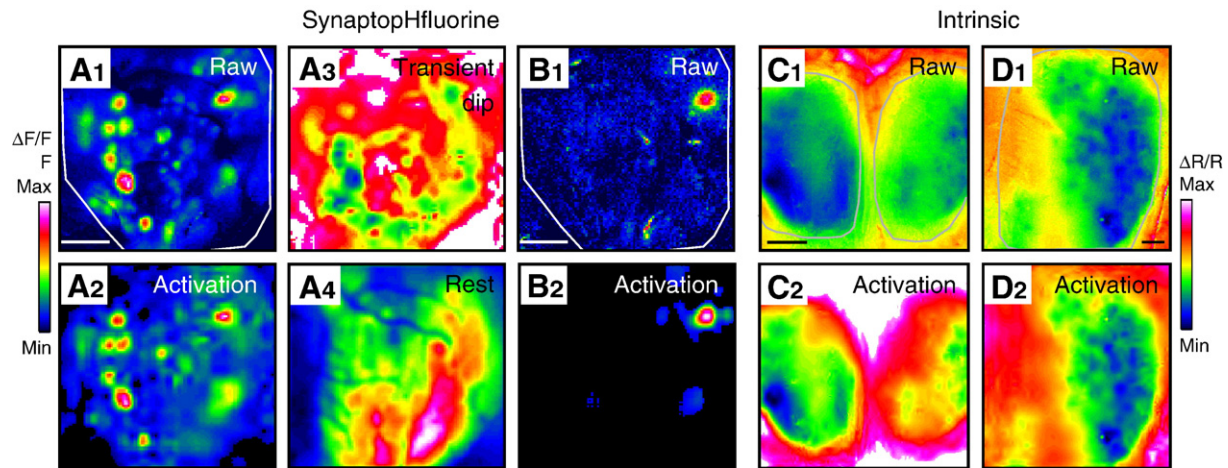 SynaptopHfluorine
Intrinsic
A1
Raw
A3
Transient
dip
B1
Raw
C1
Raw
D1
Raw
ΔF/F
F
Max
Min
ΔR/R
Max
Min
A2
Activation
A4
Rest
B2
Activation
C2
Activation
D2
Activation